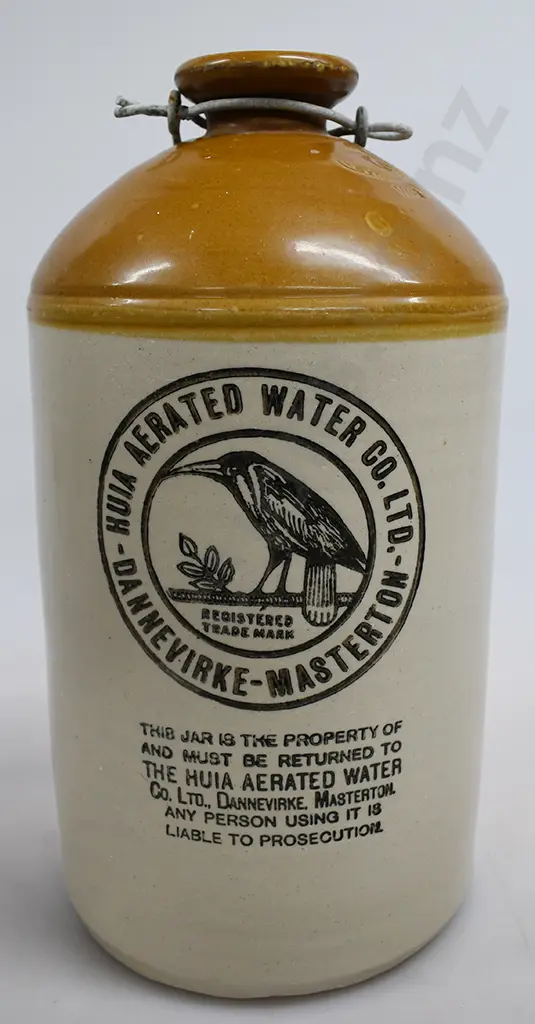 HUIA AERATED WATER CO. LTD.
DANNEVIRKE-MASTERTON
REGISTERED
TRADE MARK
THIS JAR IS THE PROPERTY OF
AND MUST BE RETURNED TO
THE HUIA AERATED WATER
CO. LTD., DANNEVIRKE, MASTERTON.
ANY PERSON USING IT IS
LIABLE TO PROSECUTION.